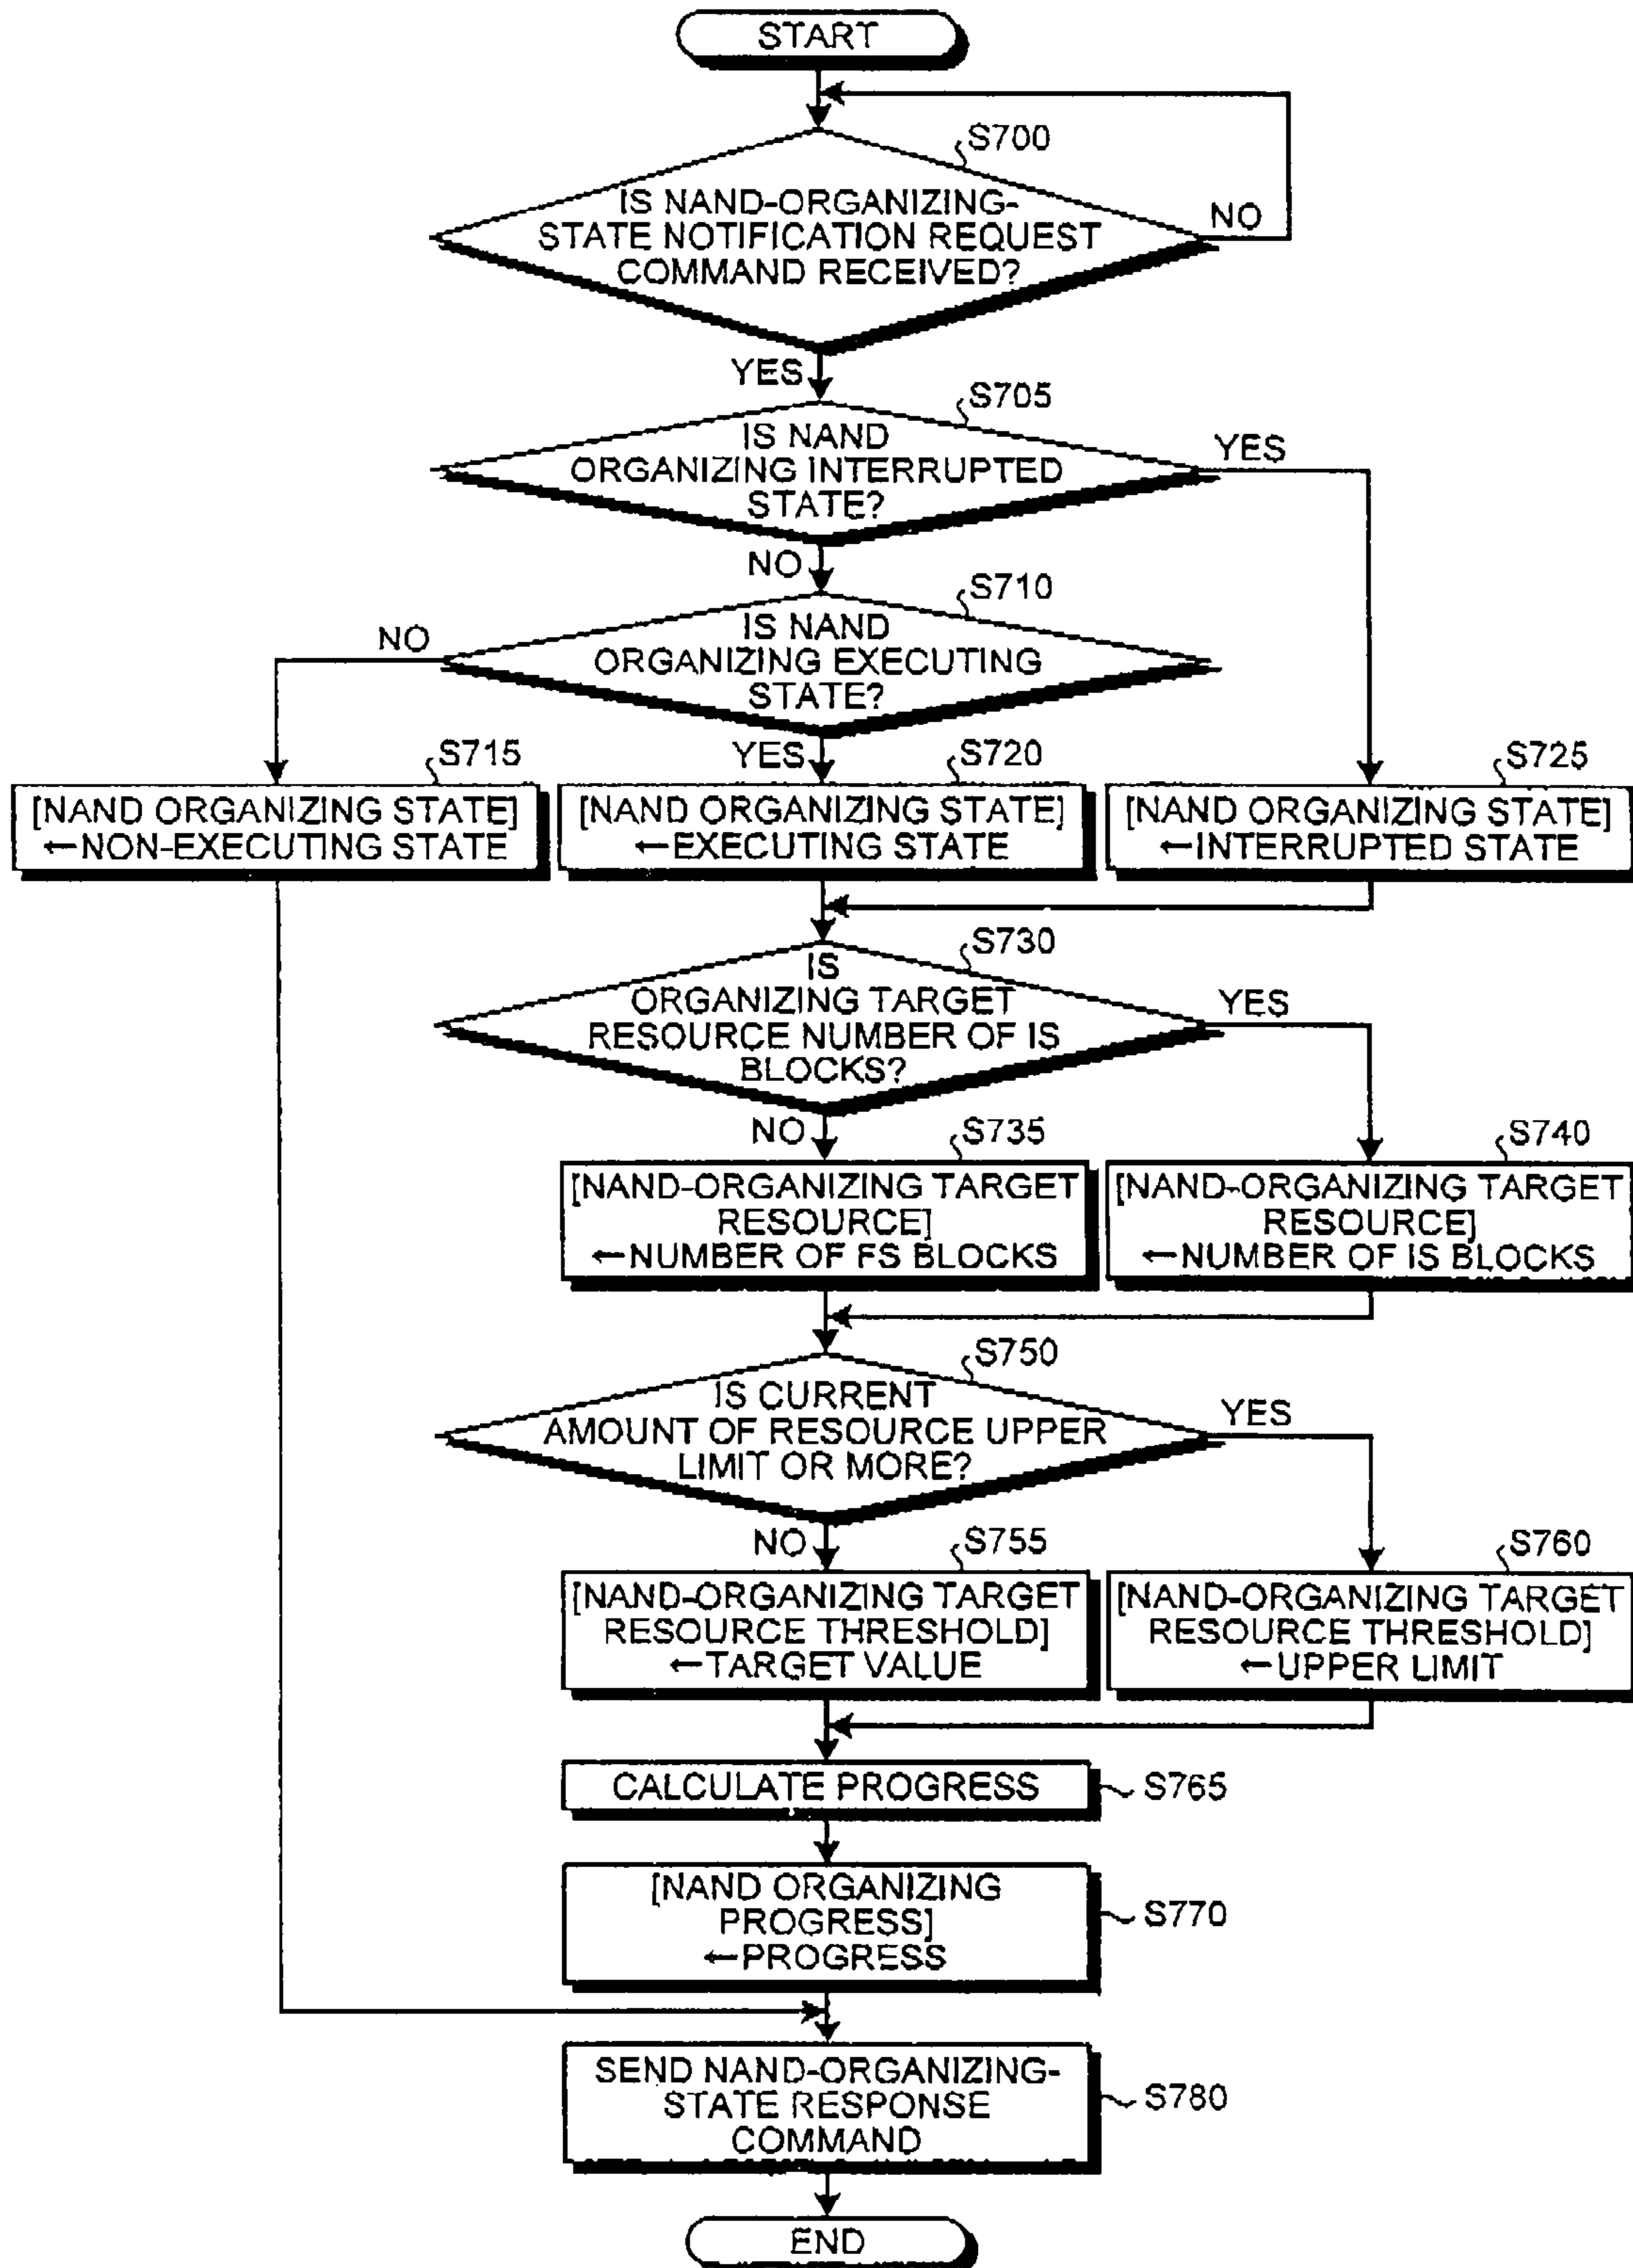 START
S700
IS NAND-ORGANIZING-
STATE NOTIFICATION REQUEST
COMMAND RECEIVED?
NO
YES
S705
IS NAND
ORGANIZING INTERRUPTED
STATE?
YES
NO
S710
IS NAND
ORGANIZING EXECUTING
STATE?
NO
YES
S715
[NAND ORGANIZING STATE]
←NON-EXECUTING STATE
S720
[NAND ORGANIZING STATE]
←EXECUTING STATE
S725
[NAND ORGANIZING STATE]
←INTERRUPTED STATE
S730
IS
ORGANIZING TARGET
RESOURCE NUMBER OF IS
BLOCKS?
YES
NO
S735
[NAND-ORGANIZING TARGET
RESOURCE]
←NUMBER OF FS BLOCKS
S740
[NAND-ORGANIZING TARGET
RESOURCE]
←NUMBER OF IS BLOCKS
S750
IS CURRENT
AMOUNT OF RESOURCE UPPER
LIMIT OR MORE?
YES
NO
S755
[NAND-ORGANIZING TARGET
RESOURCE THRESHOLD]
←TARGET VALUE
S760
[NAND-ORGANIZING TARGET
RESOURCE THRESHOLD]
←UPPER LIMIT
CALCULATE PROGRESS
S765
[NAND ORGANIZING
PROGRESS]
←PROGRESS
S770
SEND NAND-ORGANIZING-
STATE RESPONSE
COMMAND
S780
END